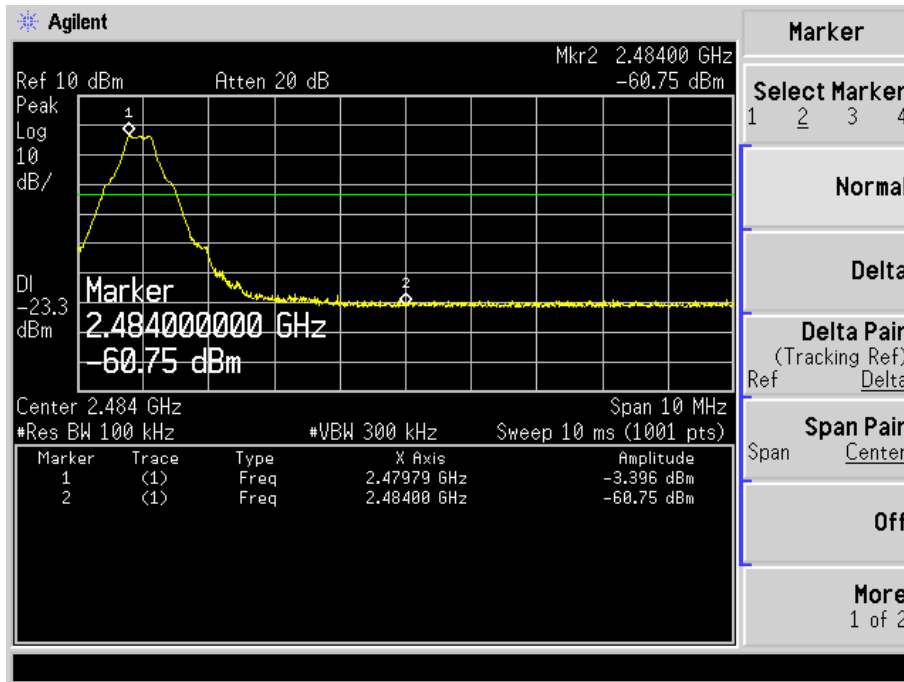 Agilent
Mkr2 2.48400 GHz
Ref 10 dBm Atten 20 dB -60.75 dBm
Peak
Log
10
dB/
1
2
DI
-23.3
dBm
Marker
2.484000000 GHz
-60.75 dBm
Center 2.484 GHz Span 10 MHz
#Res BW 100 kHz #VBW 300 kHz Sweep 10 ms (1001 pts)
Marker Trace Type X Axis Amplitude
1 (1) Freq 2.47979 GHz -3.396 dBm
2 (1) Freq 2.48400 GHz -60.75 dBm
Marker
Select Marker
1 2 3 4
Normal
Delta
Delta Pair
(Tracking Ref)
Ref Delta
Span Pair
Span Center
Off
More
1 of 2